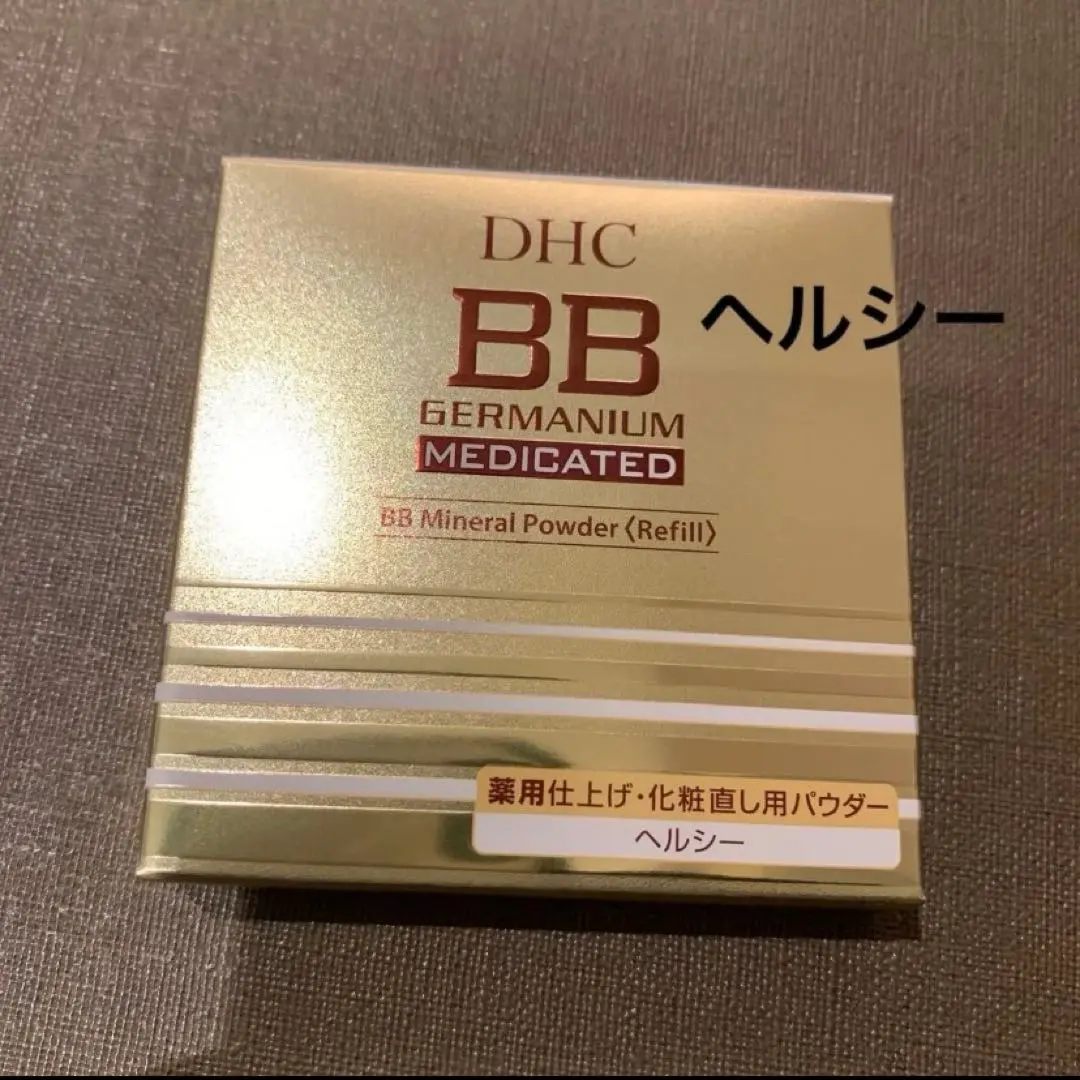 DHC
BB
ヘルシー
GERMANIUM
MEDICATED
BB Mineral Powder〈Refill〉
薬用仕上げ・化粧直し用パウダー
ヘルシー